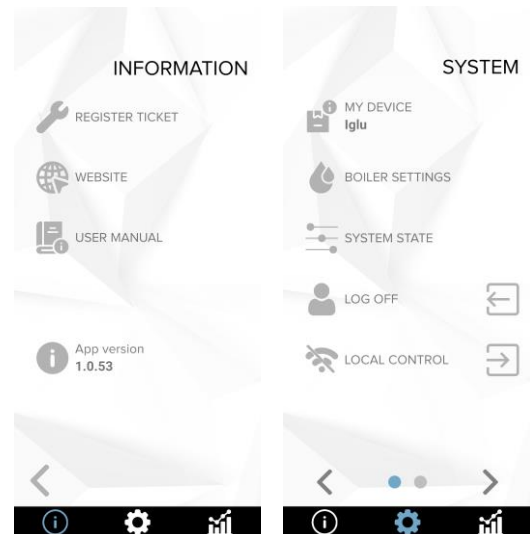 INFORMATION
REGISTER TICKET
WEBSITE
USER MANUAL
App version
1.0.53
SYSTEM
MY DEVICE
Iglu
BOILER SETTINGS
SYSTEM STATE
LOG OFF
LOCAL CONTROL